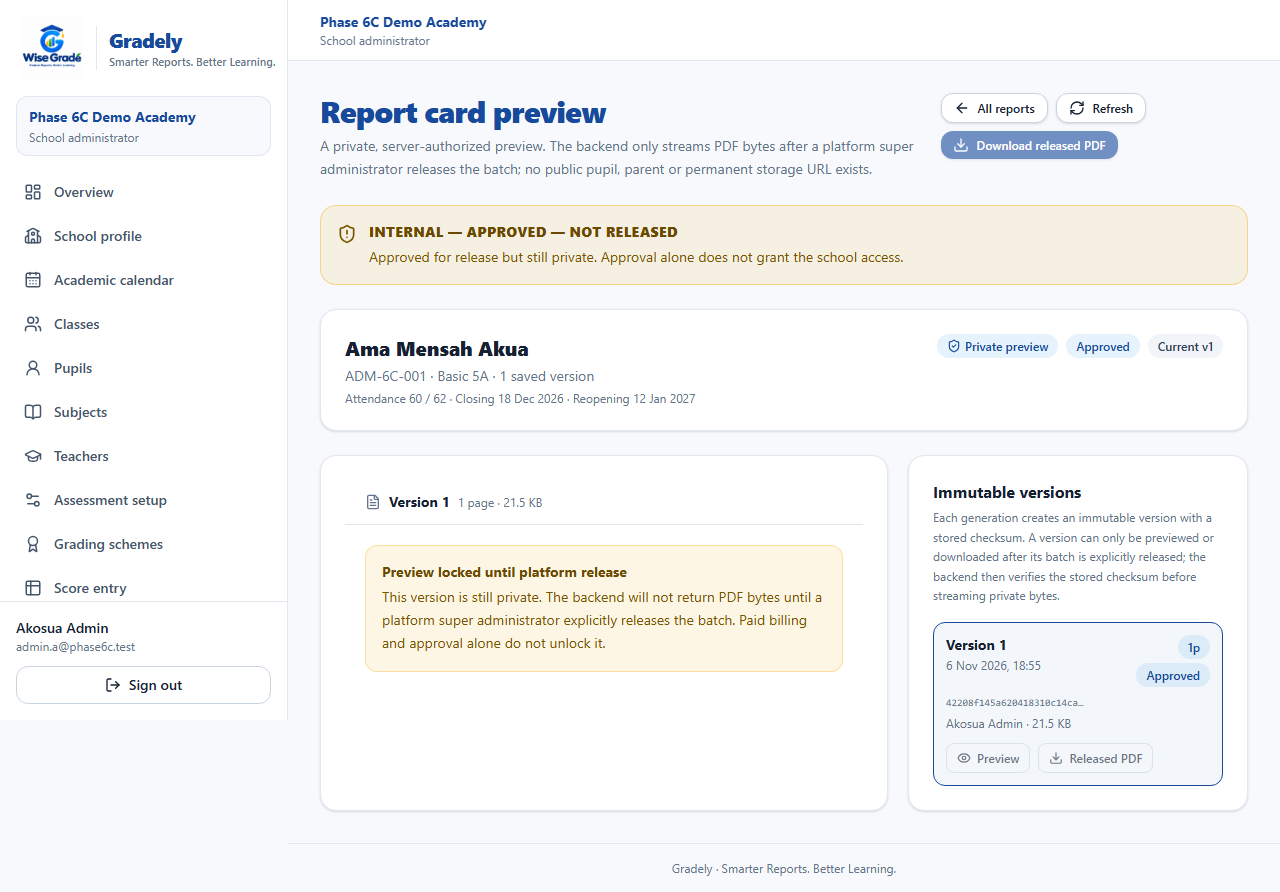 Wise Grade
Gradely
Smarter Reports. Better Learning.
Phase 6C Demo Academy
School administrator
Overview
School profile
Academic calendar
Classes
Pupils
Subjects
Teachers
Assessment setup
Grading schemes
Score entry
Akosua Admin
admin.a@phase6c.test
Sign out
Phase 6C Demo Academy
School administrator
Report card preview
A private, server-authorized preview. The backend only streams PDF bytes after a platform super
administrator releases the batch; no public pupil, parent or permanent storage URL exists.
All reports
Refresh
Download released PDF
INTERNAL — APPROVED — NOT RELEASED
Approved for release but still private. Approval alone does not grant the school access.
Ama Mensah Akua
ADM-6C-001 · Basic 5A · 1 saved version
Attendance 60 / 62 · Closing 18 Dec 2026 · Reopening 12 Jan 2027
Private preview
Approved
Current v1
Version 1 1 page · 21.5 KB
Preview locked until platform release
This version is still private. The backend will not return PDF bytes until a
platform super administrator explicitly releases the batch. Paid billing
and approval alone do not unlock it.
Immutable versions
Each generation creates an immutable version with a
stored checksum. A version can only be previewed or
downloaded after its batch is explicitly released; the
backend then verifies the stored checksum before
streaming private bytes.
Version 1
1p
6 Nov 2026, 18:55
Approved
42208f145a620418310c14ca…
Akosua Admin · 21.5 KB
Preview
Released PDF
Gradely · Smarter Reports. Better Learning.